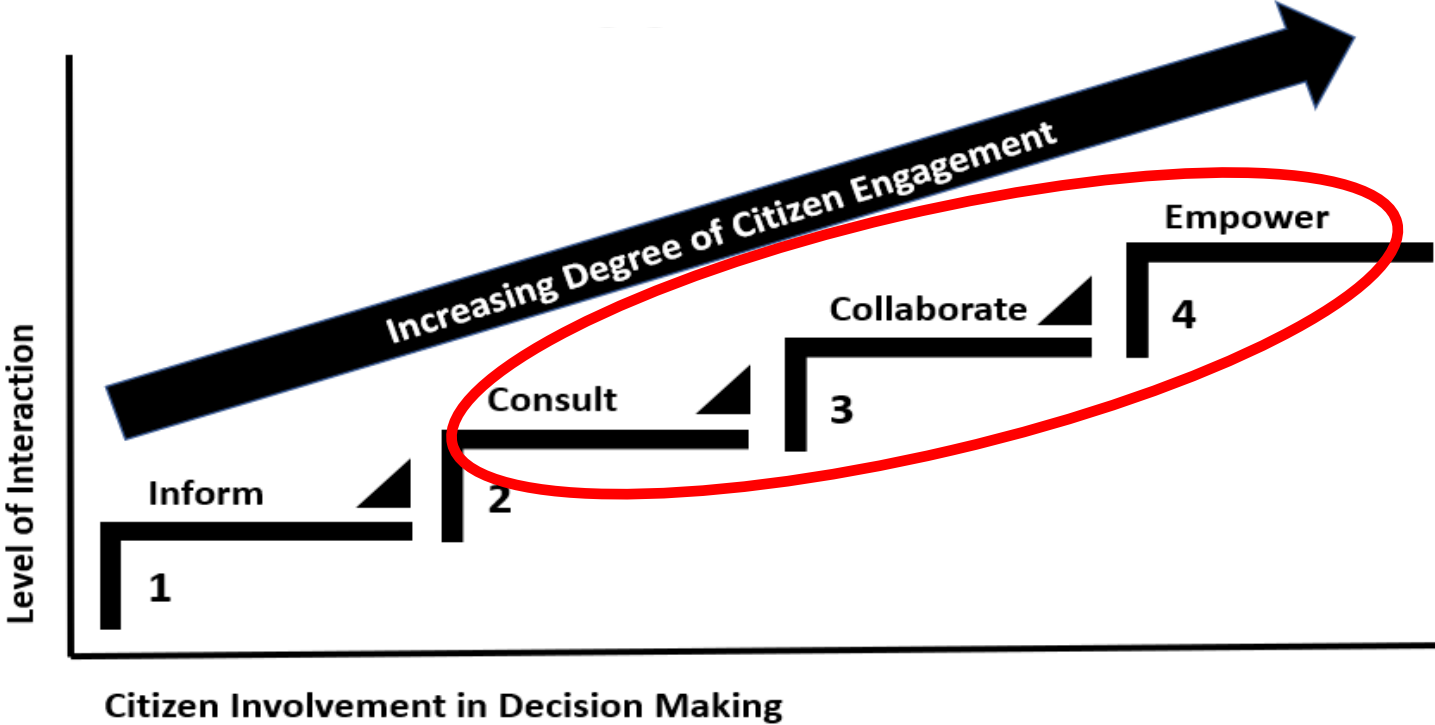 Increasing Degree of Citizen Engagement
Empower
4
Collaborate
3
Consult
2
Inform
1
Level of Interaction
Citizen Involvement in Decision Making